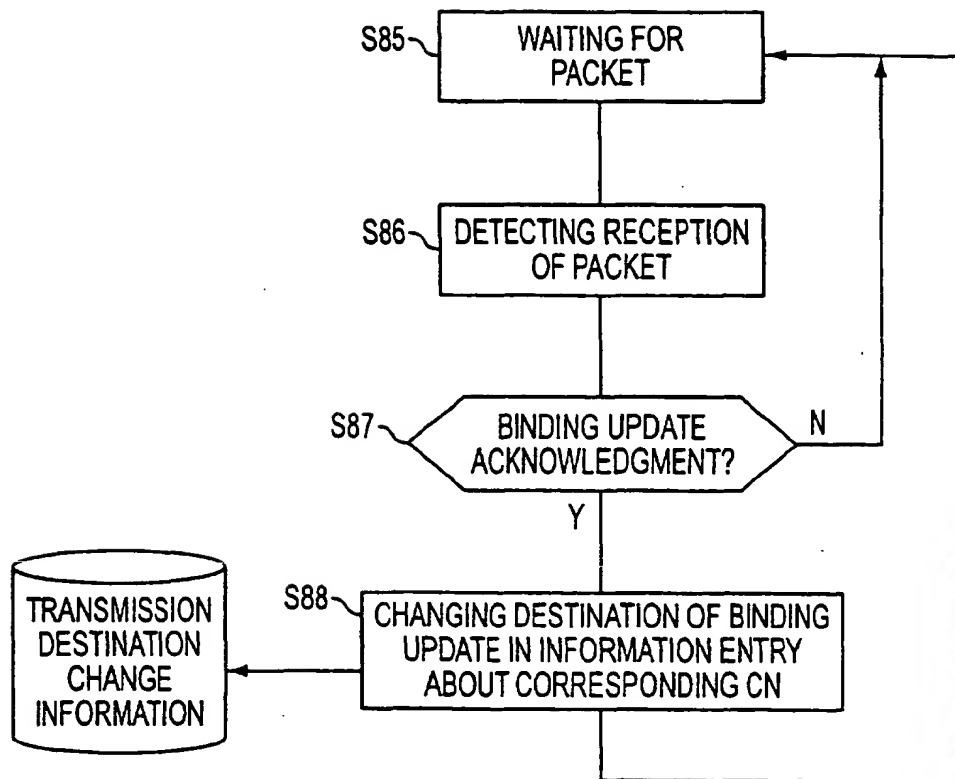 S85
WAITING FOR
PACKET
S86
DETECTING RECEPTION
OF PACKET
S87
BINDING UPDATE
ACKNOWLEDGMENT?
N
Y
TRANSMISSION
DESTINATION
CHANGE
INFORMATION
S88
CHANGING DESTINATION OF BINDING
UPDATE IN INFORMATION ENTRY
ABOUT CORRESPONDING CN